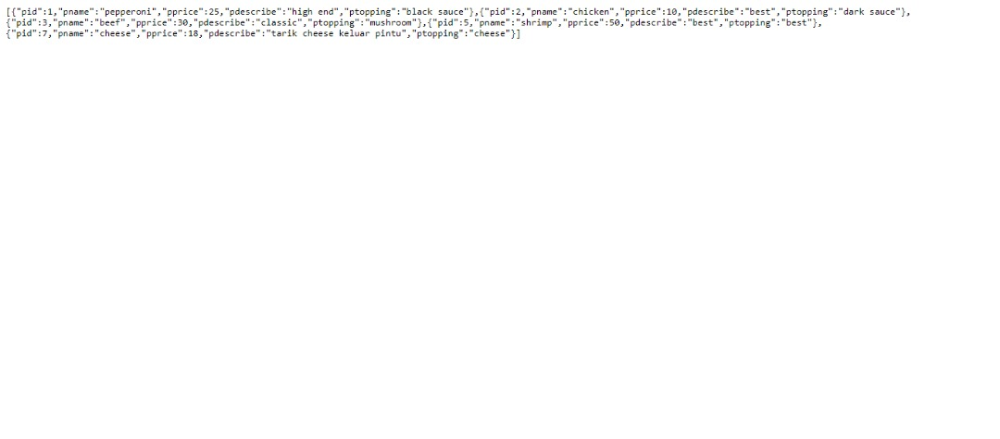 [{"pid":1,"pname":"pepperoni","pprice":25,"pdescribe":"high end","ptopping":"black sauce"},{"pid":2,"pname":"chicken","pprice":10,"pdescribe":"best","ptopping":"dark sauce"},
{"pid":3,"pname":"beef","pprice":30,"pdescribe":"classic","ptopping":"mushroom"},{"pid":5,"pname":"shrimp","pprice":50,"pdescribe":"best","ptopping":"best"},
{"pid":7,"pname":"cheese","pprice":18,"pdescribe":"tarik cheese keluar pintu","ptopping":"cheese"}]